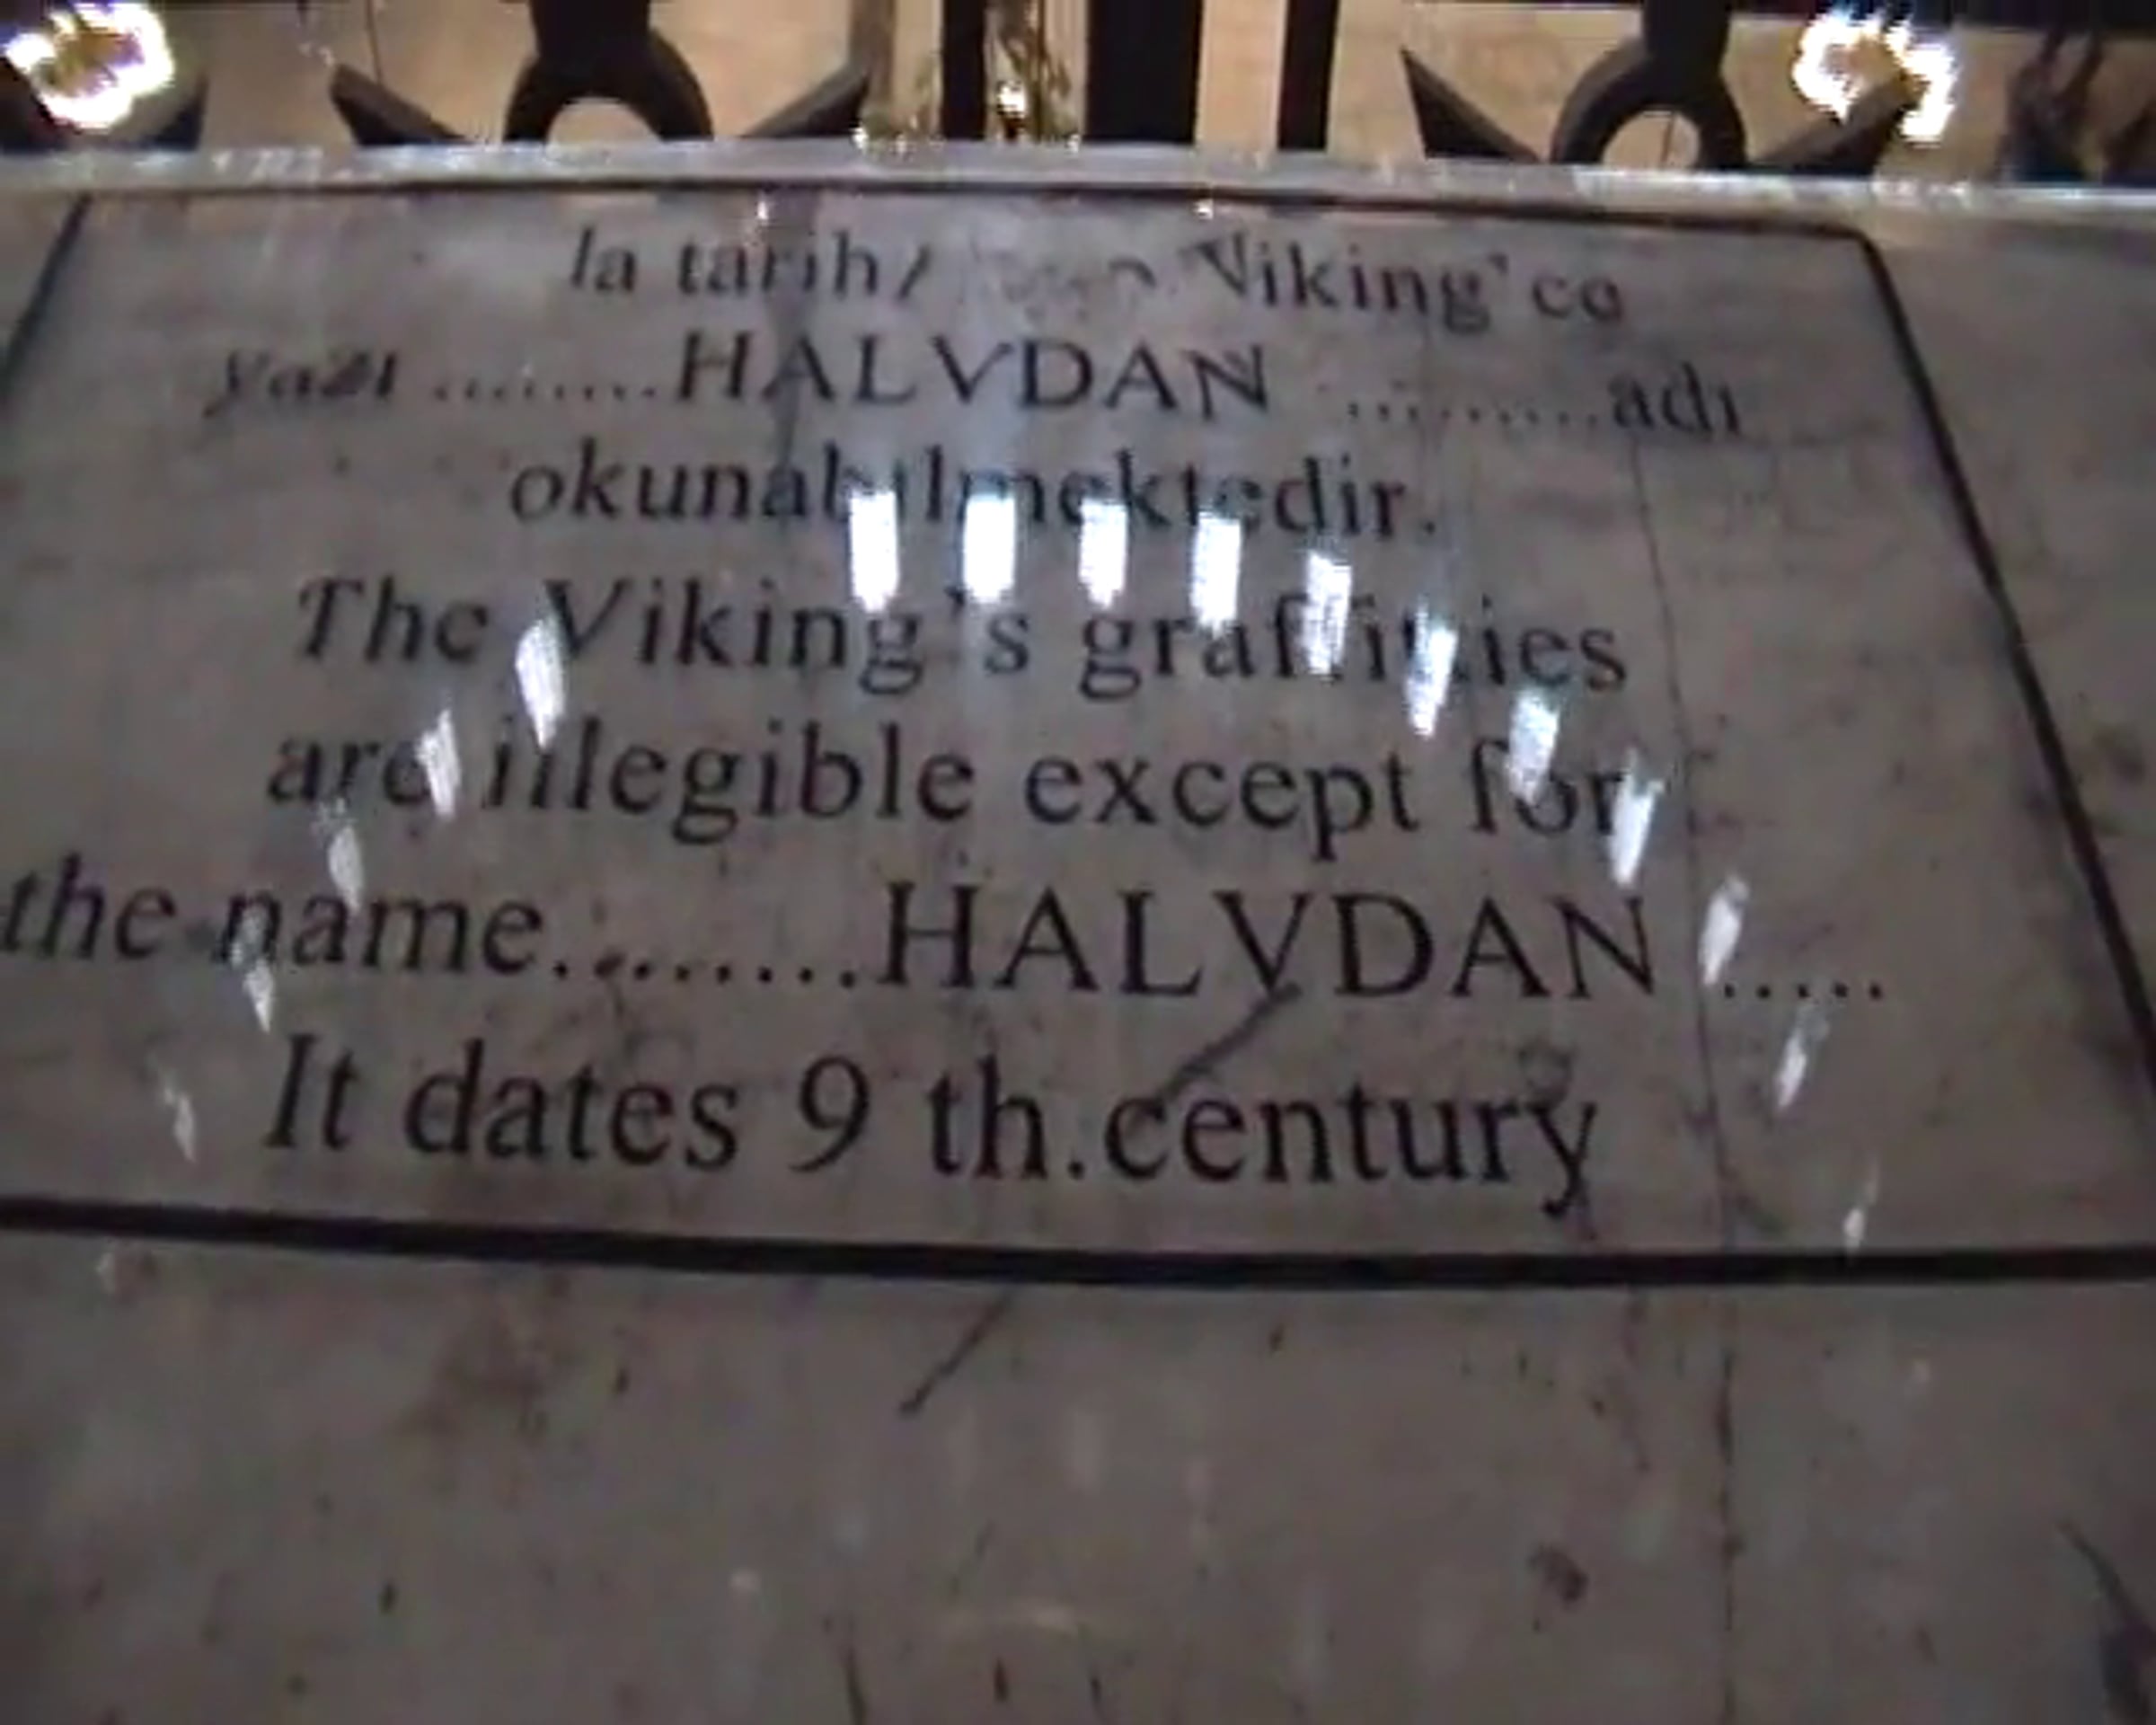 la tarih Viking'ce
yazı ........HALVDAN ..........adı
okunabilmektedir.
The Viking's graffitties
are illegible except for
the name.........HALVDAN .....
It dates 9 th.century